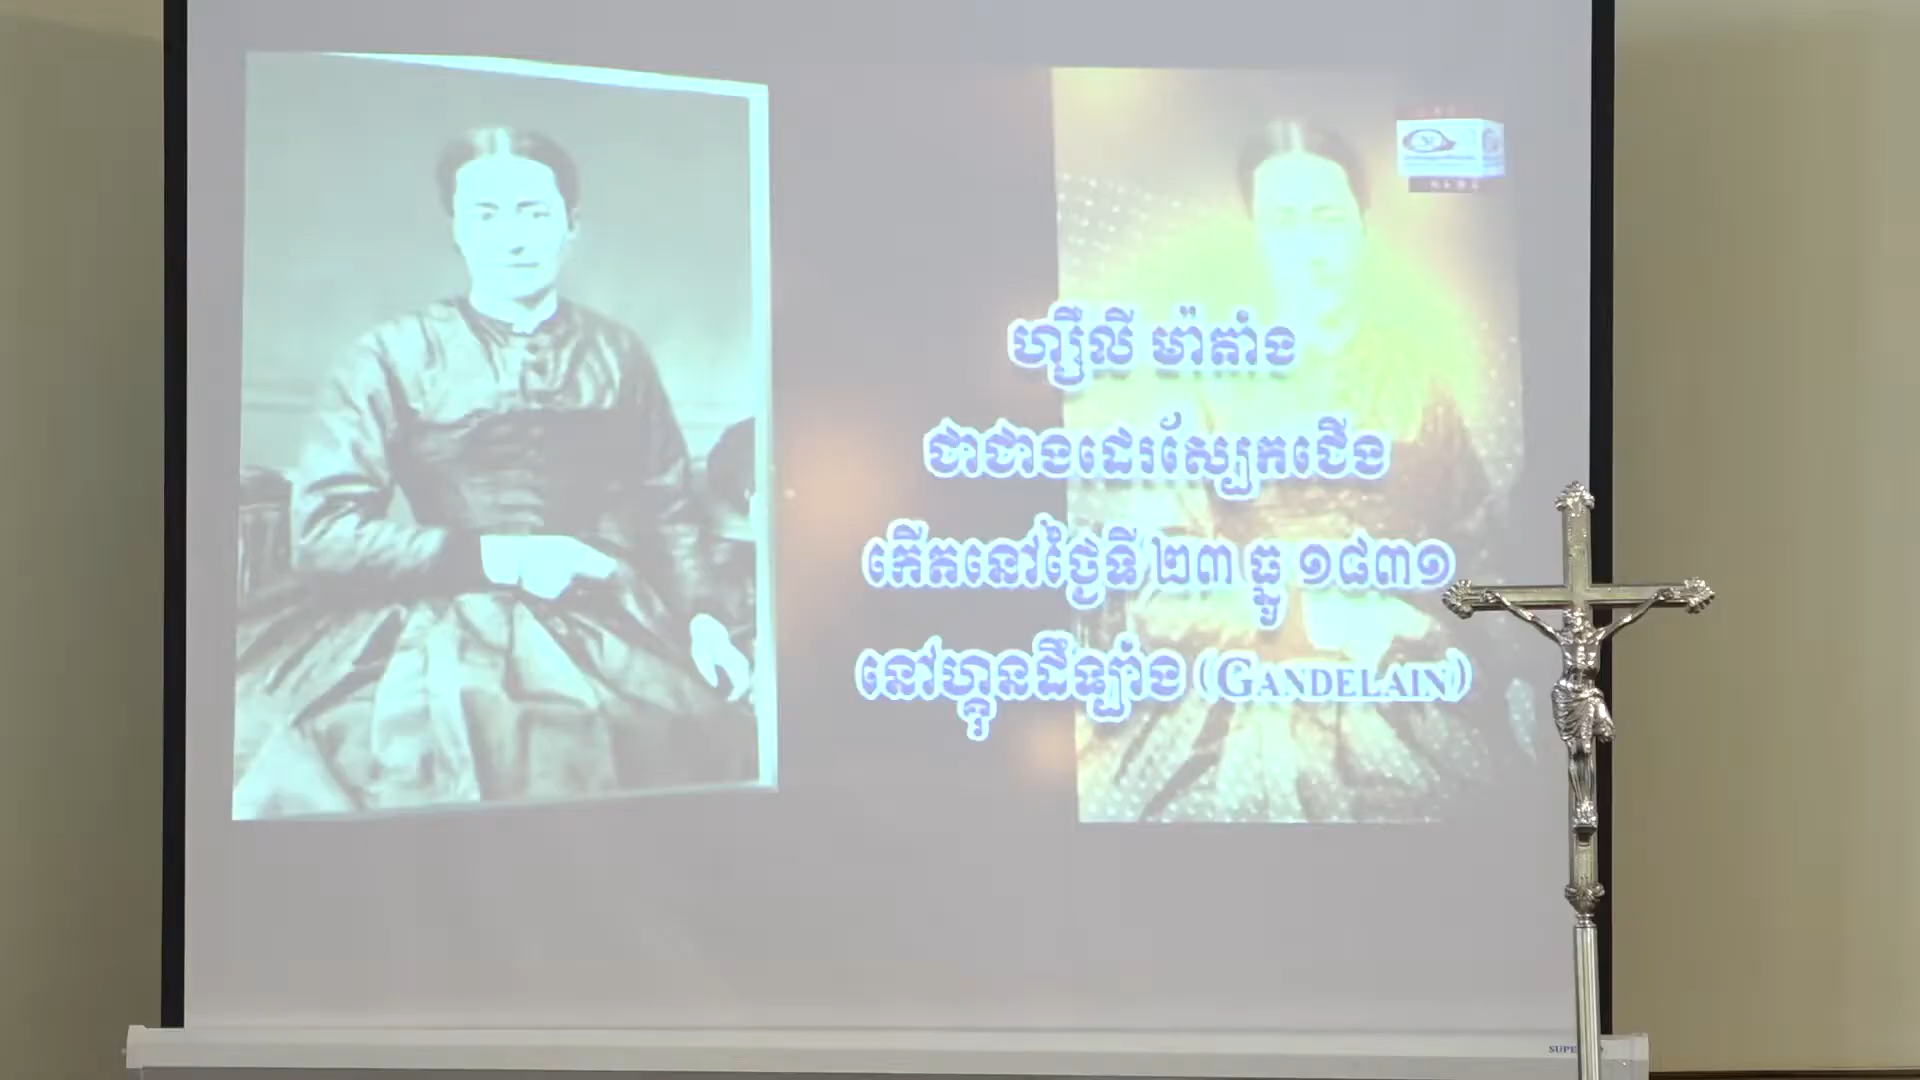 ហ្សឺលី ម៉ាតាំង
ជាជាងដេរស្បែកជើង
កើតនៅថ្ងៃទី ២៣ ធ្នូ ១៨៣១
នៅហ្គុនដឺឡាំង (GANDELAIN)